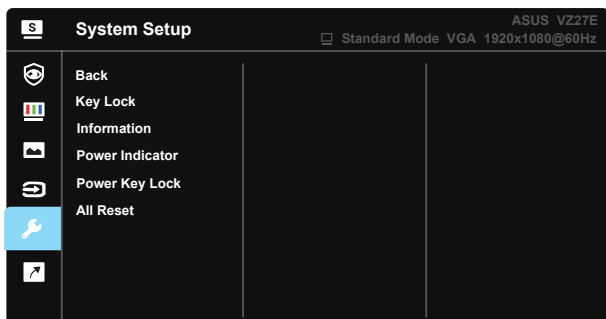 S
System Setup
ASUS VZ27E
Standard Mode VGA 1920x1080@60Hz
Back
Key Lock
Information
Power Indicator
Power Key Lock
All Reset